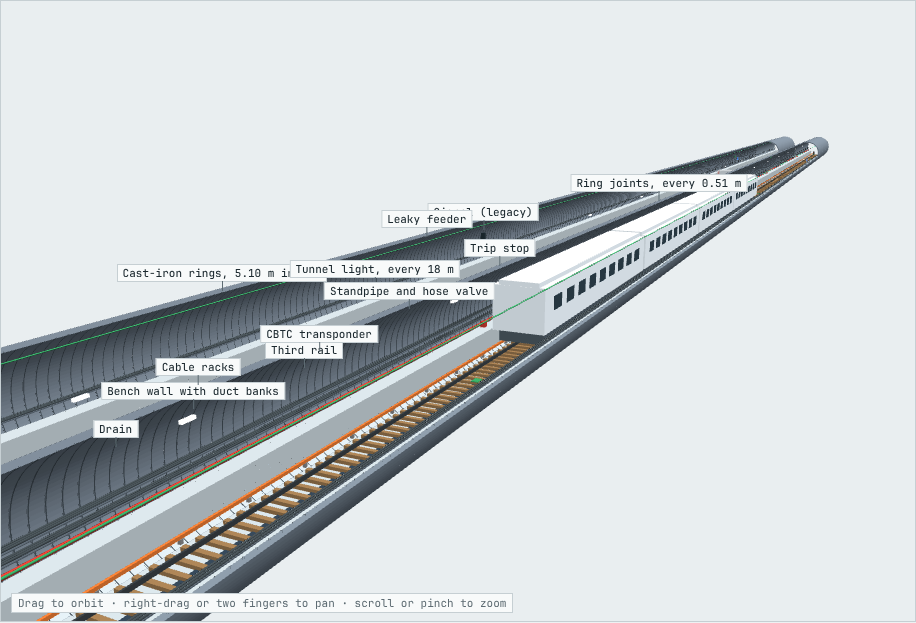 Ring joints, every 0.51 m
(legacy)
Leaky feeder
Trip stop
Cast-iron rings, 5.10 m
Tunnel light, every 18 m
Standpipe and hose valve
CBTC transponder
Third rail
Cable racks
Bench wall with duct banks
Drain
Drag to orbit · right-drag or two fingers to pan · scroll or pinch to zoom